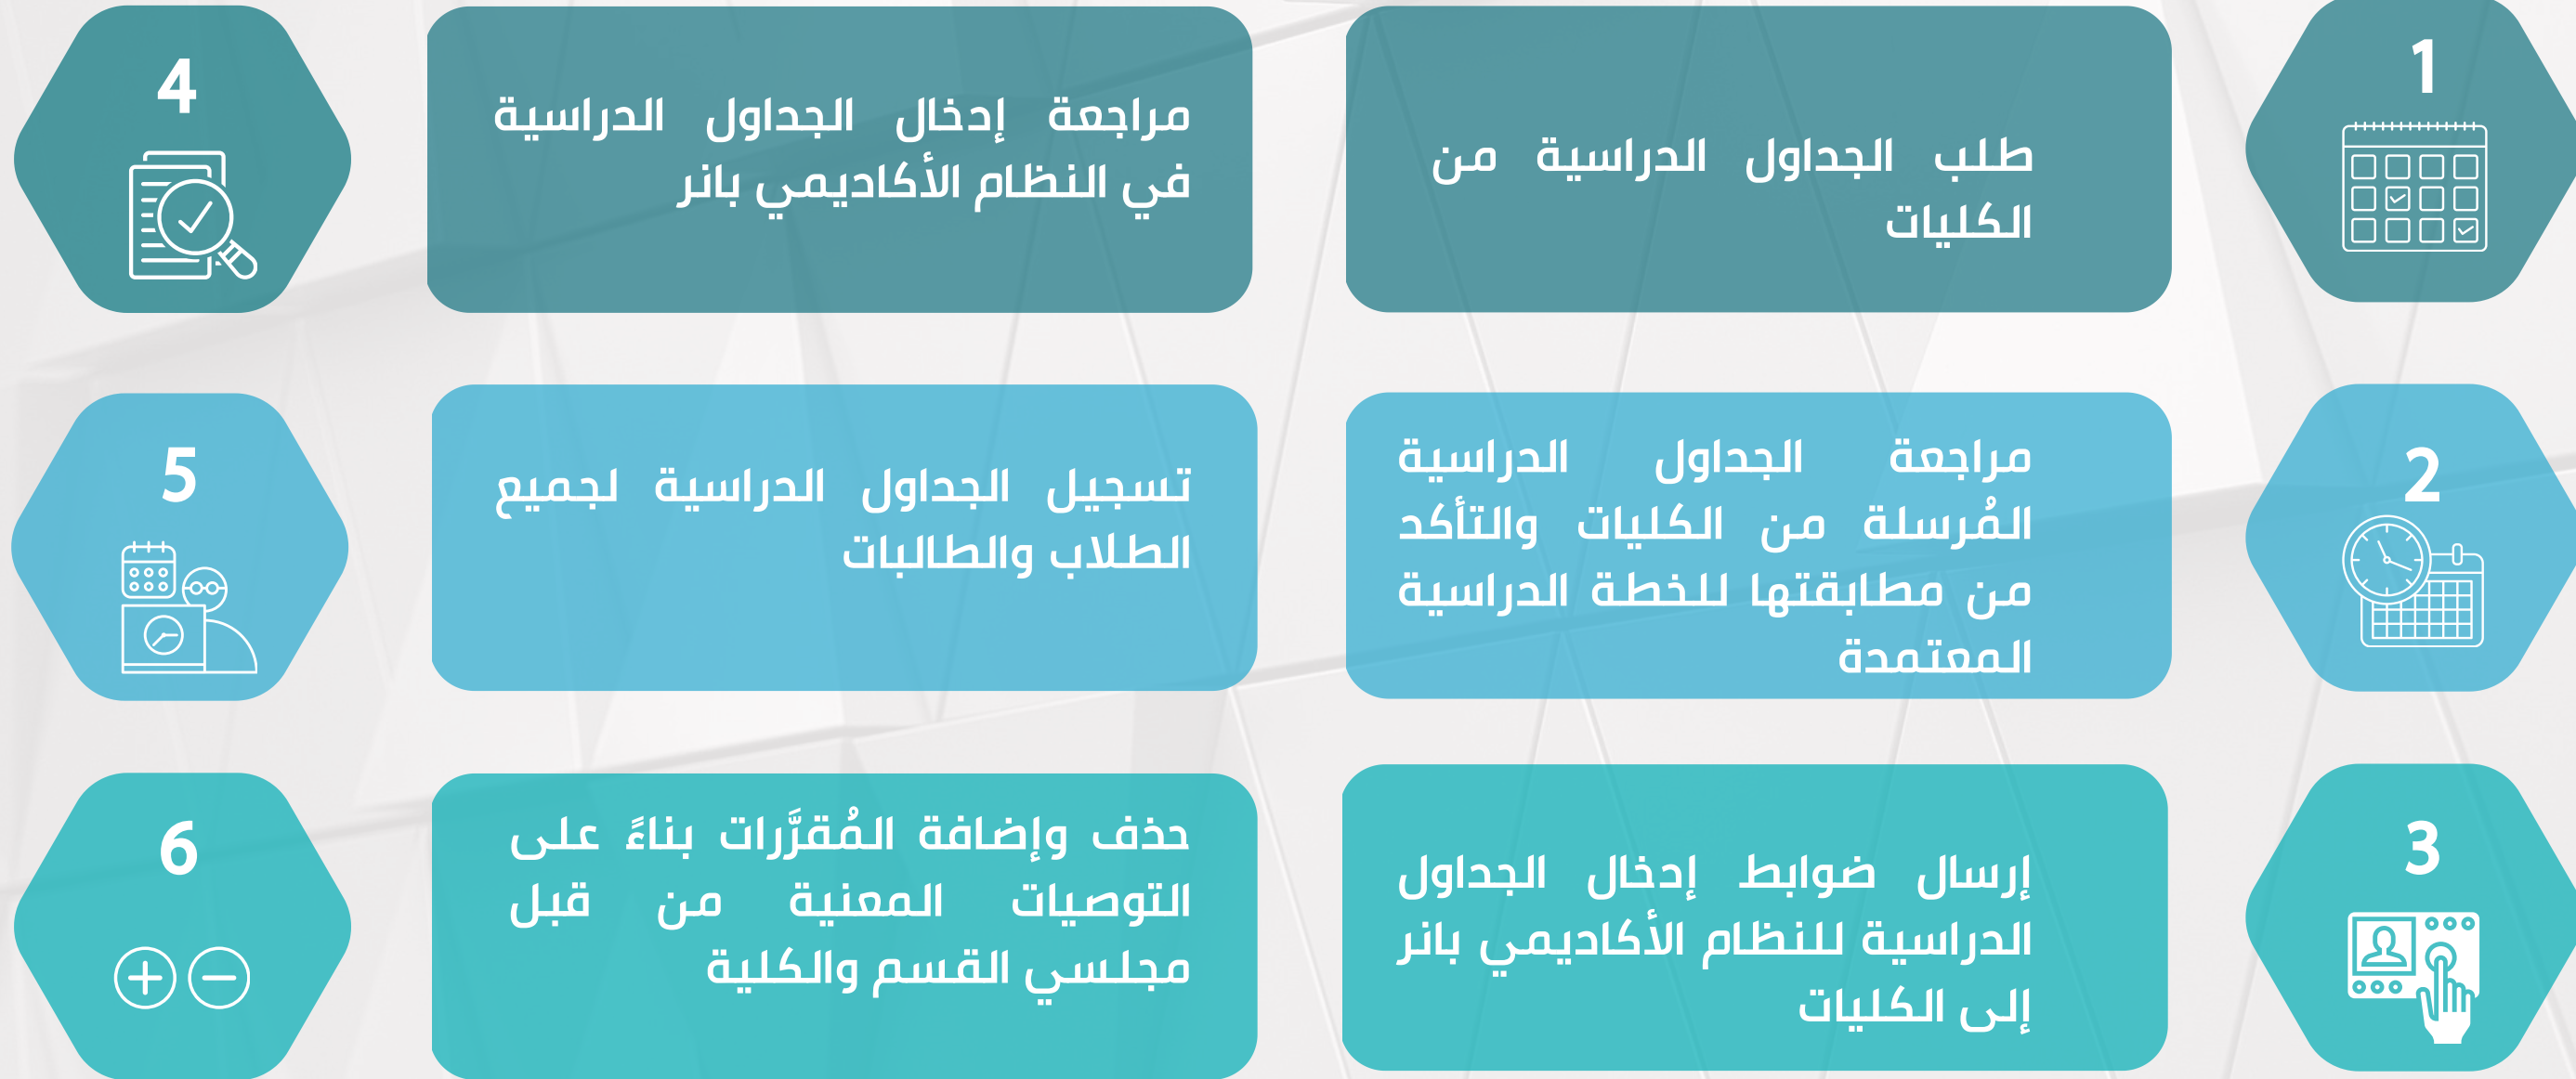 1
طلب الجداول الدراسية من
الكليات
2
مراجعة الجداول الدراسية
المُرسلة من الكليات والتأكد
من مطابقتها للخطة الدراسية
المعتمدة
3
إرسال ضوابط إدخال الجداول
الدراسية للنظام الأكاديمي بانر
إلى الكليات
4
مراجعة إدخال الجداول الدراسية
في النظام الأكاديمي بانر
5
تسجيل الجداول الدراسية لجميع
الطلاب والطالبات
6
حذف وإضافة المُقرَّرات بناءً على
التوصيات المعنية من قبل
مجلسي القسم والكلية